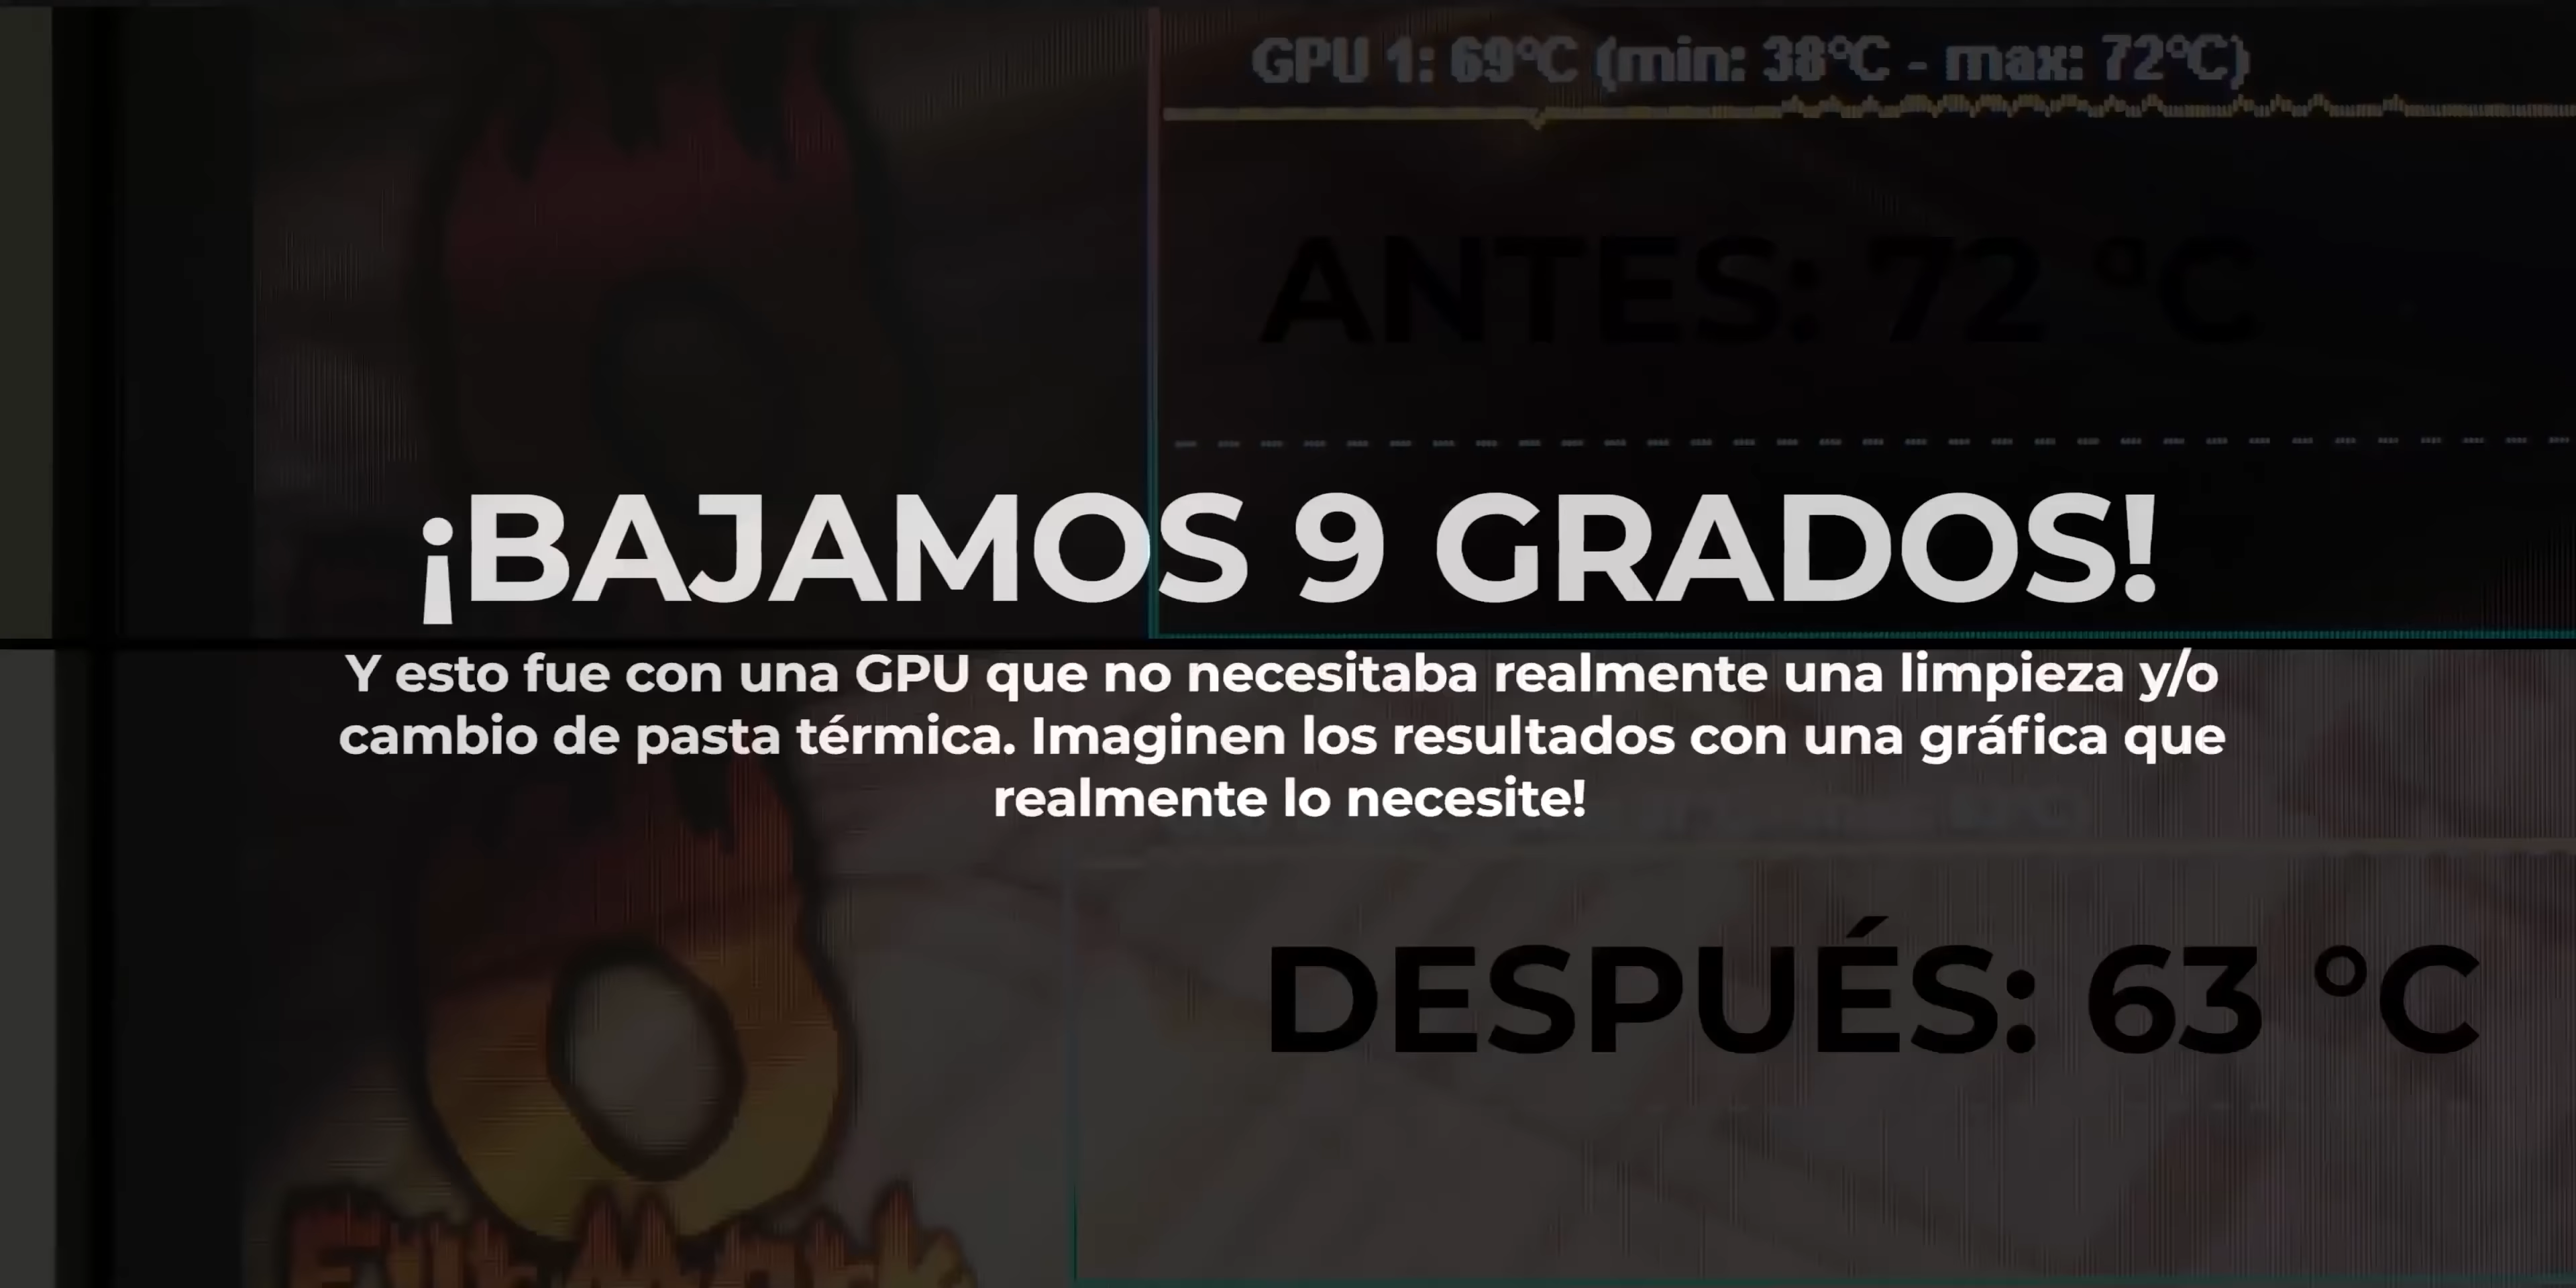 GPU 1: 69°C (min: 38°C - max: 72°C)
ANTES: 72 °C
¡BAJAMOS 9 GRADOS!
Y esto fue con una GPU que no necesitaba realmente una limpieza y/o
cambio de pasta térmica. Imaginen los resultados con una gráfica que
realmente lo necesite!
DESPUÉS: 63 °C
FurMark